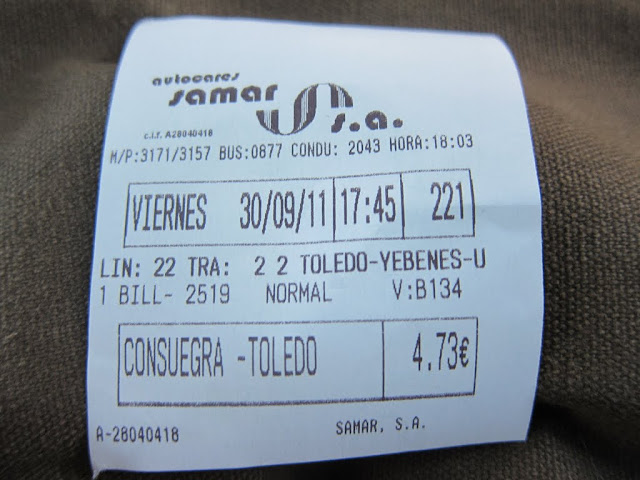 autocares
samar s.a.
c.i.f. A28040418
M/P:3171/3157 BUS:0877 CONDU: 2043 HORA:18:03
VIERNES 30/09/11 17:45 221
LIN: 22 TRA: 2 2 TOLEDO-YEBENES-U
1 BILL- 2519 NORMAL V:B134
CONSUEGRA -TOLEDO 4.73€
A-28040418 SAMAR, S.A.